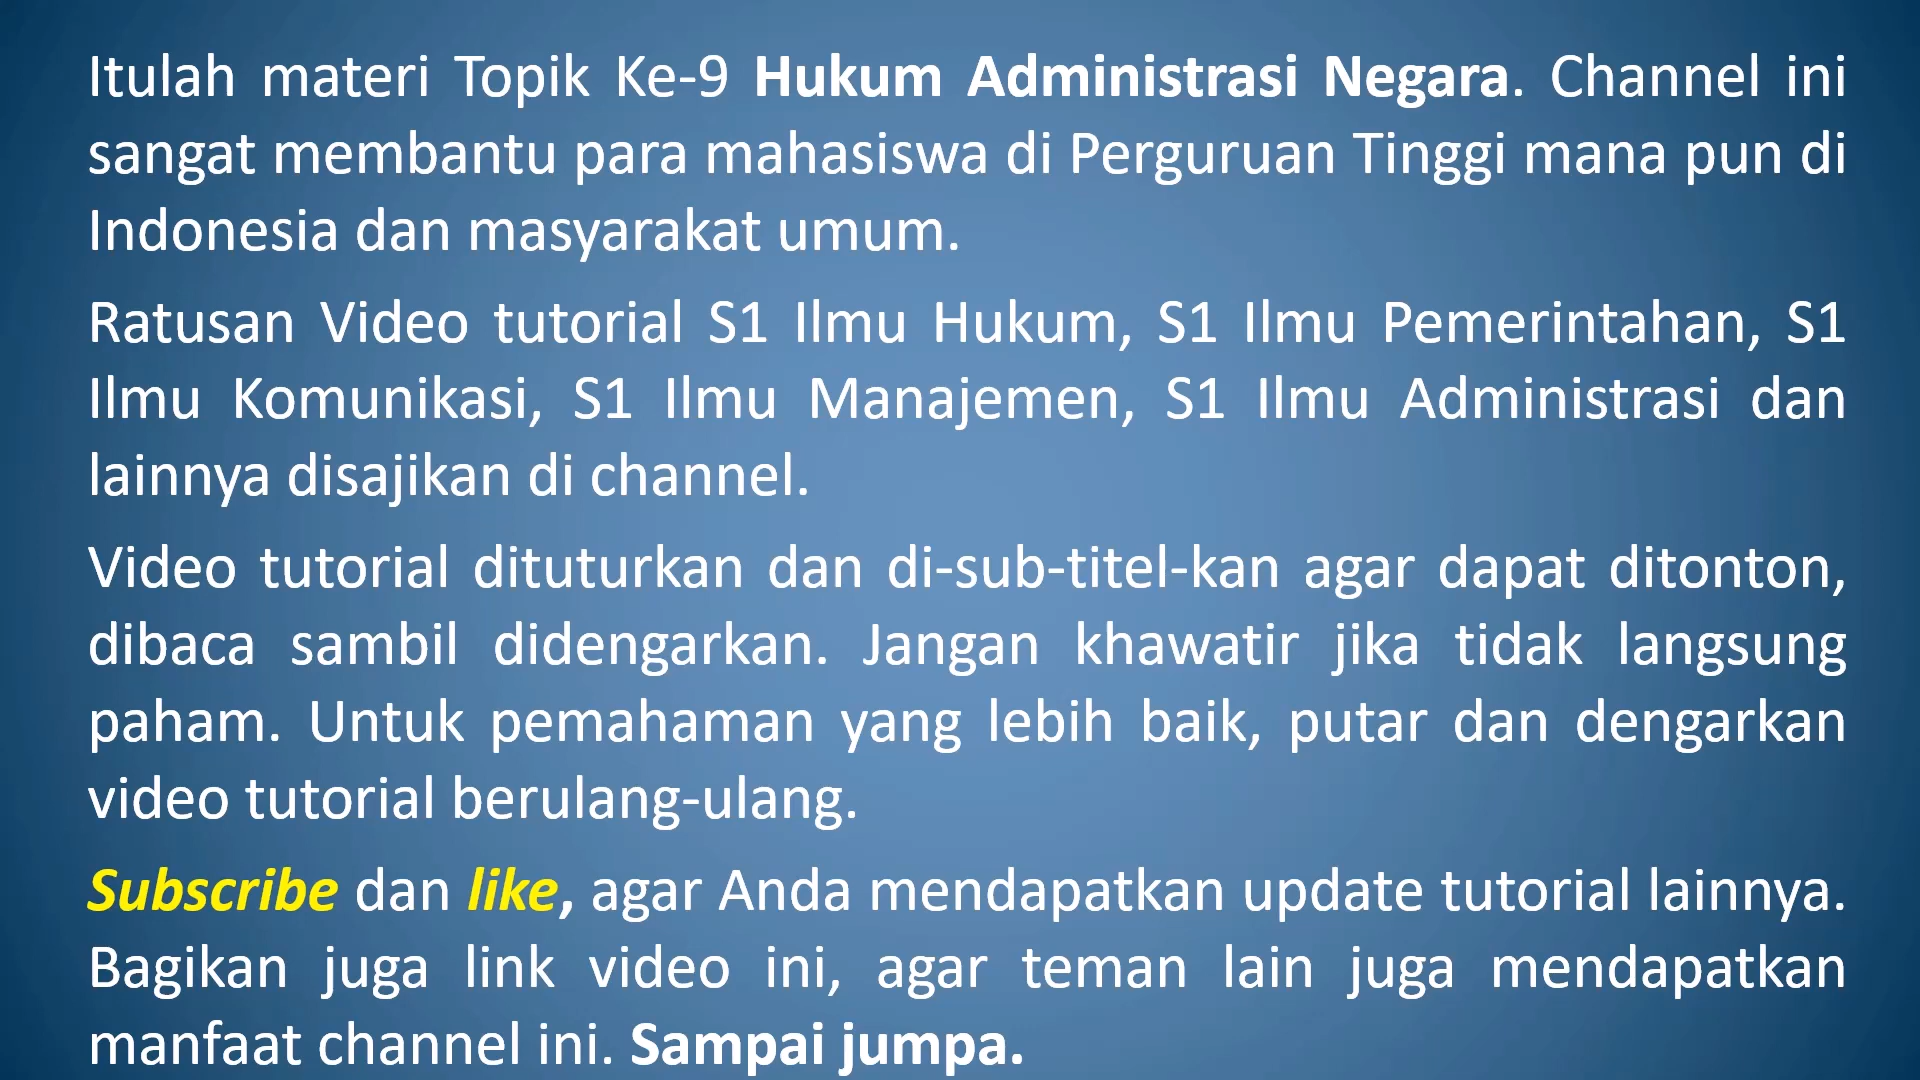 Itulah materi Topik Ke-9 Hukum Administrasi Negara. Channel ini
sangat membantu para mahasiswa di Perguruan Tinggi mana pun di
Indonesia dan masyarakat umum.
Ratusan Video tutorial S1 Ilmu Hukum, S1 Ilmu Pemerintahan, S1
Ilmu Komunikasi, S1 Ilmu Manajemen, S1 Ilmu Administrasi dan
lainnya disajikan di channel.
Video tutorial dituturkan dan di-sub-titel-kan agar dapat ditonton,
dibaca sambil didengarkan. Jangan khawatir jika tidak langsung
paham. Untuk pemahaman yang lebih baik, putar dan dengarkan
video tutorial berulang-ulang.
Subscribe dan like, agar Anda mendapatkan update tutorial lainnya.
Bagikan juga link video ini, agar teman lain juga mendapatkan
manfaat channel ini. Sampai jumpa.